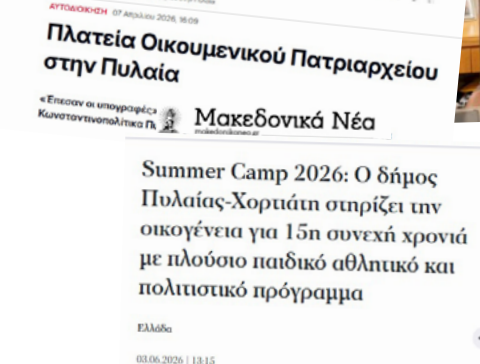 ΑΥΤΟΔΙΟΙΚΗΣΗ 07 Απριλίου 2026, 16:09
Πλατεία Οικουμενικού Πατριαρχείου
στην Πυλαία
«Έπεσαν οι υπογραφές»
Κωνσταντινοπολίτικα
Μακεδονικά Νέα
makedonikanea.gr
Summer Camp 2026: Ο δήμος
Πυλαίας-Χορτιάτη στηρίζει την
οικογένεια για 15η συνεχή χρονιά
με πλούσιο παιδικό αθλητικό και
πολιτιστικό πρόγραμμα
Ελλάδα
03.06.2026 | 13:15